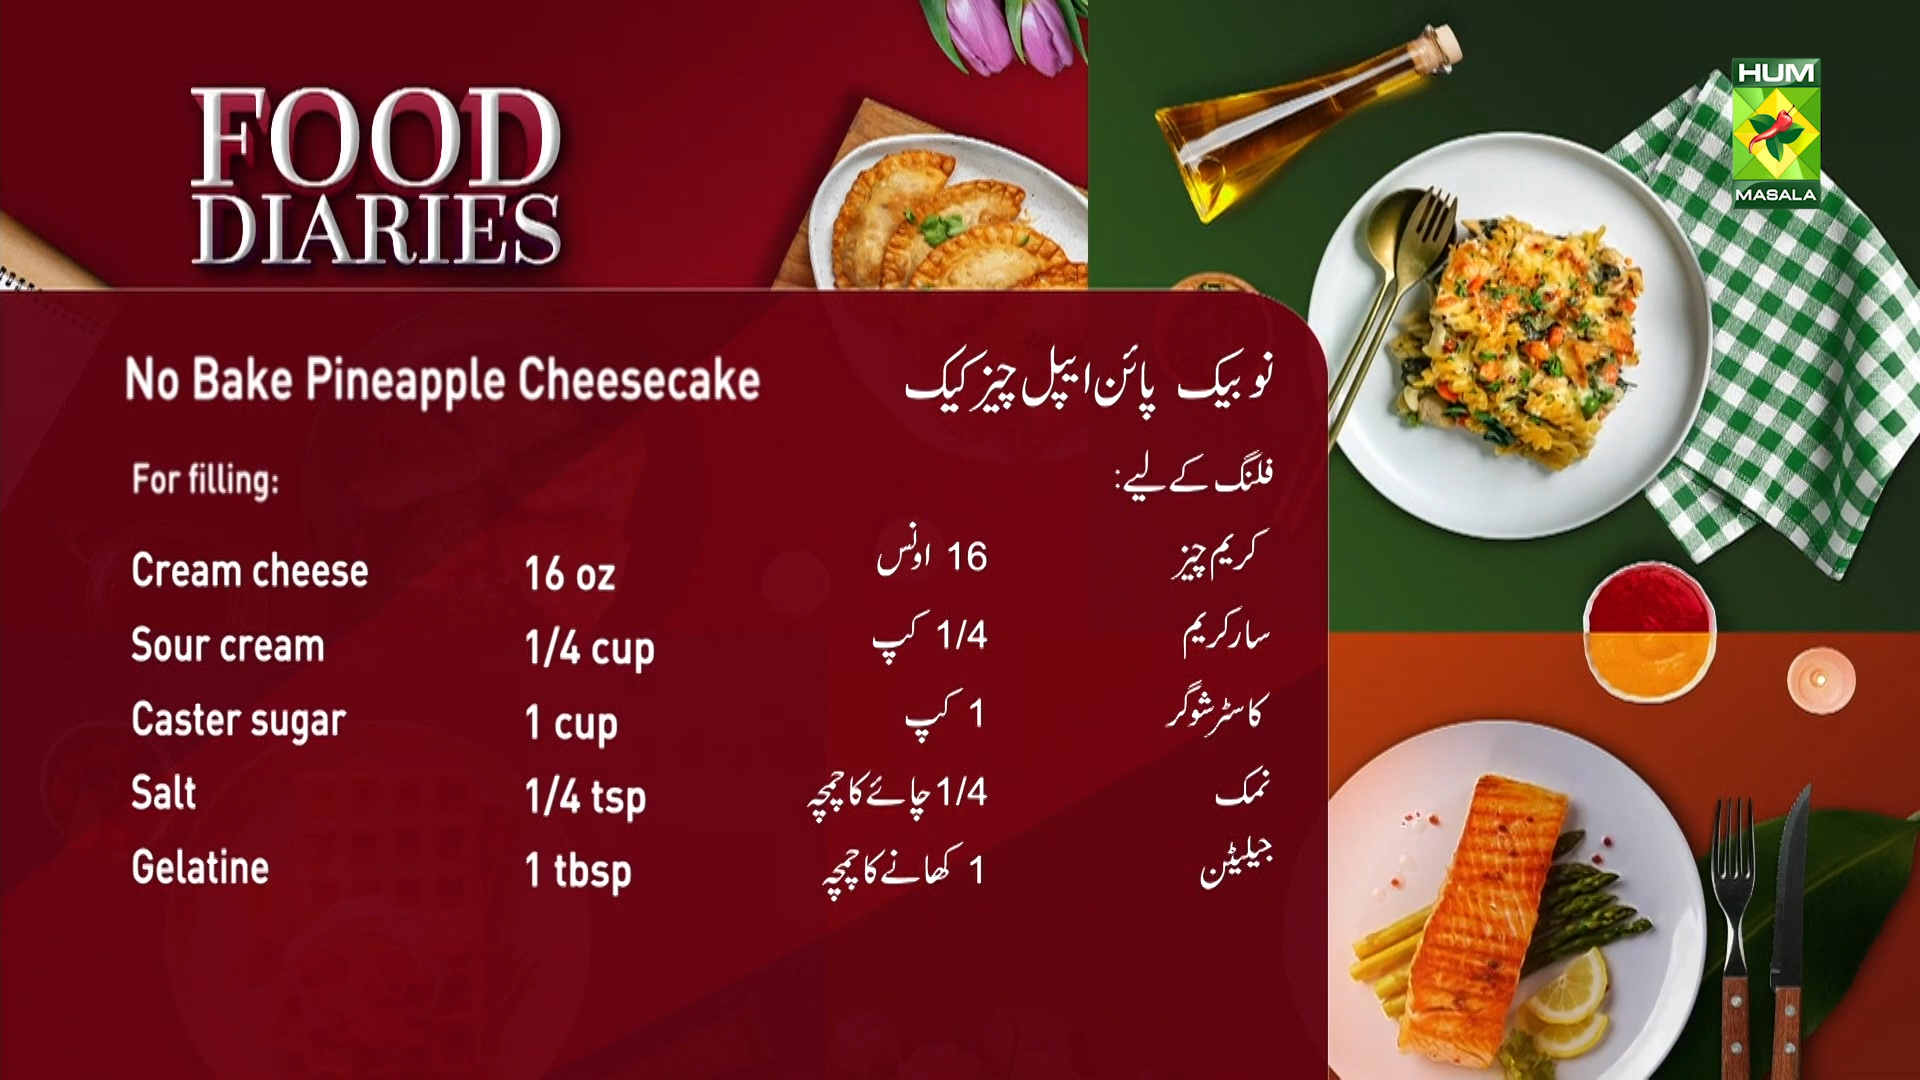 FOOD
DIARIES
HUM
MASALA
No Bake Pineapple Cheesecake نو بیک پائن ایپل چیز کیک
For filling: فلنگ کے لیے:
Cream cheese 16 oz کریم چیز 16 اونس
Sour cream 1/4 cup سار کریم 1/4 کپ
Caster sugar 1 cup کاسٹر شوگر 1 کپ
Salt 1/4 tsp نمک 1/4 چائے کا چمچہ
Gelatine 1 tbsp جیلیٹن 1 کھانے کا چمچہ